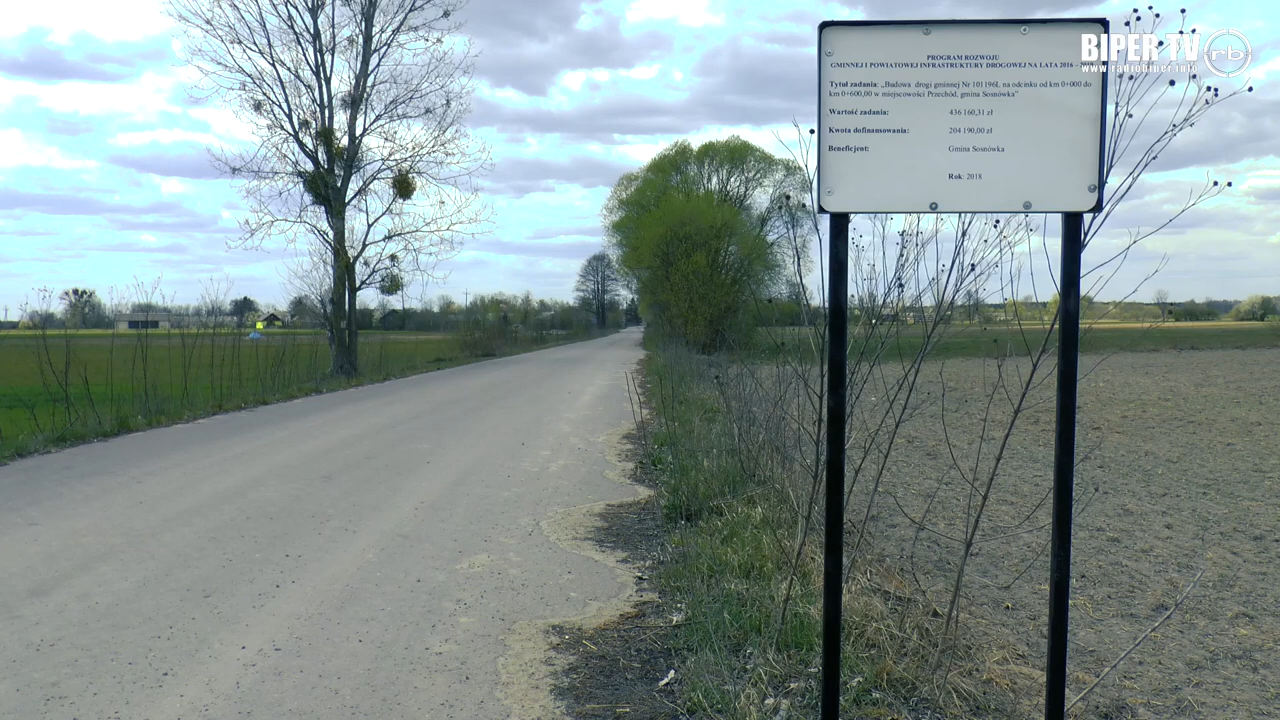 PROGRAM ROZWOJU
GMINNEJ I POWIATOWEJ INFRASTRUKTURY DROGOWEJ NA LATA 2016 –
Tytuł zadania: „Budowa drogi gminnej Nr 101196L na odcinku od km 0+000 do
km 0+600,00 w miejscowości Przechód, gmina Sosnówka”
Wartość zadania: 436 160,31 zł
Kwota dofinansowania: 204 190,00 zł
Beneficjent: Gmina Sosnówka
Rok: 2018
BIPER TV rb
www.radiobiper.info